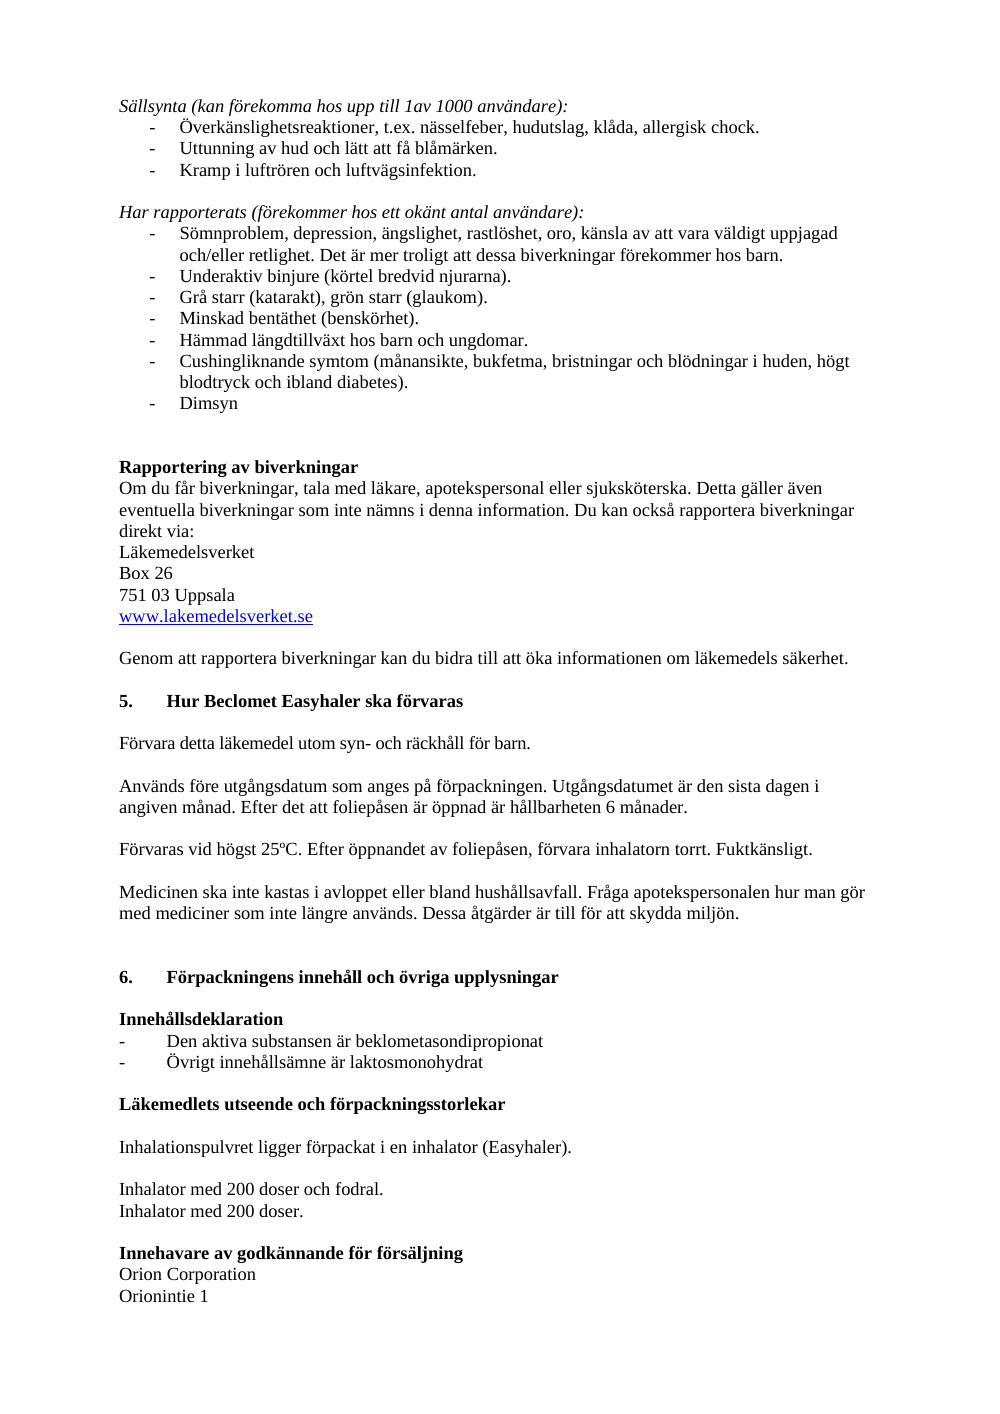 Sällsynta (kan förekomma hos upp till 1av 1000 användare):
- Överkänslighetsreaktioner, t.ex. nässelfeber, hudutslag, klåda, allergisk chock.
- Uttunning av hud och lätt att få blåmärken.
- Kramp i luftrören och luftvägsinfektion.
Har rapporterats (förekommer hos ett okänt antal användare):
- Sömnproblem, depression, ängslighet, rastlöshet, oro, känsla av att vara väldigt uppjagad
och/eller retlighet. Det är mer troligt att dessa biverkningar förekommer hos barn.
- Underaktiv binjure (körtel bredvid njurarna).
- Grå starr (katarakt), grön starr (glaukom).
- Minskad bentäthet (benskörhet).
- Hämmad längdtillväxt hos barn och ungdomar.
- Cushingliknande symtom (månansikte, bukfetma, bristningar och blödningar i huden, högt
blodtryck och ibland diabetes).
- Dimsyn
Rapportering av biverkningar
Om du får biverkningar, tala med läkare, apotekspersonal eller sjuksköterska. Detta gäller även
eventuella biverkningar som inte nämns i denna information. Du kan också rapportera biverkningar
direkt via:
Läkemedelsverket
Box 26
751 03 Uppsala
www.lakemedelsverket.se
Genom att rapportera biverkningar kan du bidra till att öka informationen om läkemedels säkerhet.
5. Hur Beclomet Easyhaler ska förvaras
Förvara detta läkemedel utom syn- och räckhåll för barn.
Används före utgångsdatum som anges på förpackningen. Utgångsdatumet är den sista dagen i
angiven månad. Efter det att foliepåsen är öppnad är hållbarheten 6 månader.
Förvaras vid högst 25ºC. Efter öppnandet av foliepåsen, förvara inhalatorn torrt. Fuktkänsligt.
Medicinen ska inte kastas i avloppet eller bland hushållsavfall. Fråga apotekspersonalen hur man gör
med mediciner som inte längre används. Dessa åtgärder är till för att skydda miljön.
6. Förpackningens innehåll och övriga upplysningar
Innehållsdeklaration
- Den aktiva substansen är beklometasondipropionat
- Övrigt innehållsämne är laktosmonohydrat
Läkemedlets utseende och förpackningsstorlekar
Inhalationspulvret ligger förpackat i en inhalator (Easyhaler).
Inhalator med 200 doser och fodral.
Inhalator med 200 doser.
Innehavare av godkännande för försäljning
Orion Corporation
Orionintie 1